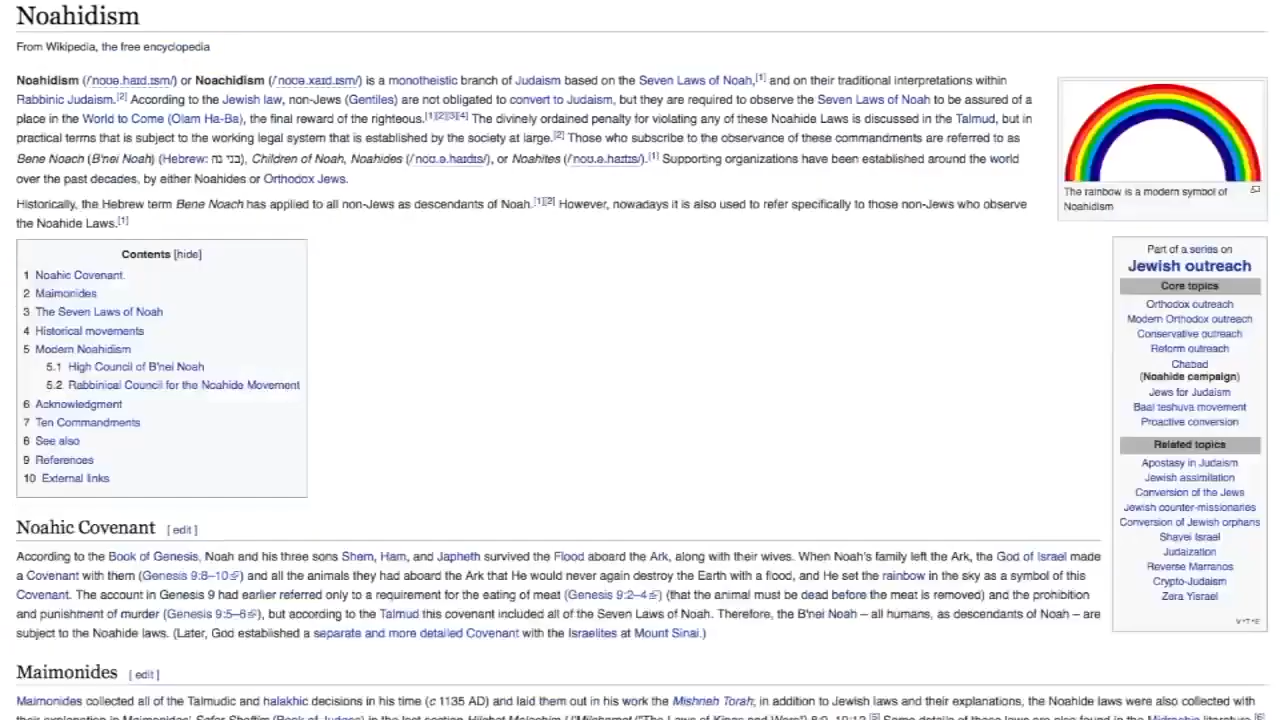 Noahidism
From Wikipedia, the free encyclopedia
Noahidism (/ˈnoʊə.haɪd.ɪsm/) or Noachidism (/ˈnoʊə.xaɪd.ɪsm/) is a monotheistic branch of Judaism based on the Seven Laws of Noah,[1] and on their traditional interpretations within
Rabbinic Judaism.[2] According to the Jewish law, non-Jews (Gentiles) are not obligated to convert to Judaism, but they are required to observe the Seven Laws of Noah to be assured of a
place in the World to Come (Olam Ha-Ba), the final reward of the righteous.[1][2][3][4] The divinely ordained penalty for violating any of these Noahide Laws is discussed in the Talmud, but in
practical terms that is subject to the working legal system that is established by the society at large.[2] Those who subscribe to the observance of these commandments are referred to as
Bene Noach (B'nei Noah) (Hebrew: בני נח), Children of Noah, Noahides (/ˈnoʊ.ə.haɪdɪs/), or Noahites (/ˈnoʊ.ə.haɪtɪs/).[1] Supporting organizations have been established around the world
over the past decades, by either Noahides or Orthodox Jews.
Historically, the Hebrew term Bene Noach has applied to all non-Jews as descendants of Noah.[1][2] However, nowadays it is also used to refer specifically to those non-Jews who observe
the Noahide Laws.[1]
The rainbow is a modern symbol of
Noahidism
Contents [hide]
1 Noahic Covenant
2 Maimonides
3 The Seven Laws of Noah
4 Historical movements
5 Modern Noahidism
5.1 High Council of B'nei Noah
5.2 Rabbinical Council for the Noahide Movement
6 Acknowledgment
7 Ten Commandments
8 See also
9 References
10 External links
Part of a series on
Jewish outreach
Core topics
Orthodox outreach
Modern Orthodox outreach
Conservative outreach
Reform outreach
Chabad
(Noahide campaign)
Jews for Judaism
Baal teshuva movement
Proactive conversion
Related topics
Apostasy in Judaism
Jewish assimilation
Conversion of the Jews
Jewish counter-missionaries
Conversion of Jewish orphans
Shavei Israel
Judaization
Reverse Marranos
Crypto-Judaism
Zera Yisrael
V·T·E
Noahic Covenant [ edit ]
According to the Book of Genesis, Noah and his three sons Shem, Ham, and Japheth survived the Flood aboard the Ark, along with their wives. When Noah's family left the Ark, the God of Israel made
a Covenant with them (Genesis 9:8–10) and all the animals they had aboard the Ark that He would never again destroy the Earth with a flood, and He set the rainbow in the sky as a symbol of this
Covenant. The account in Genesis 9 had earlier referred only to a requirement for the eating of meat (Genesis 9:2–4) (that the animal must be dead before the meat is removed) and the prohibition
and punishment of murder (Genesis 9:5–6), but according to the Talmud this covenant included all of the Seven Laws of Noah. Therefore, the B'nei Noah – all humans, as descendants of Noah – are
subject to the Noahide laws. (Later, God established a separate and more detailed Covenant with the Israelites at Mount Sinai.)
Maimonides [ edit ]
Maimonides collected all of the Talmudic and halakhic decisions in his time (c 1135 AD) and laid them out in his work the Mishneh Torah; in addition to Jewish laws and their explanations, the Noahide laws were also collected with